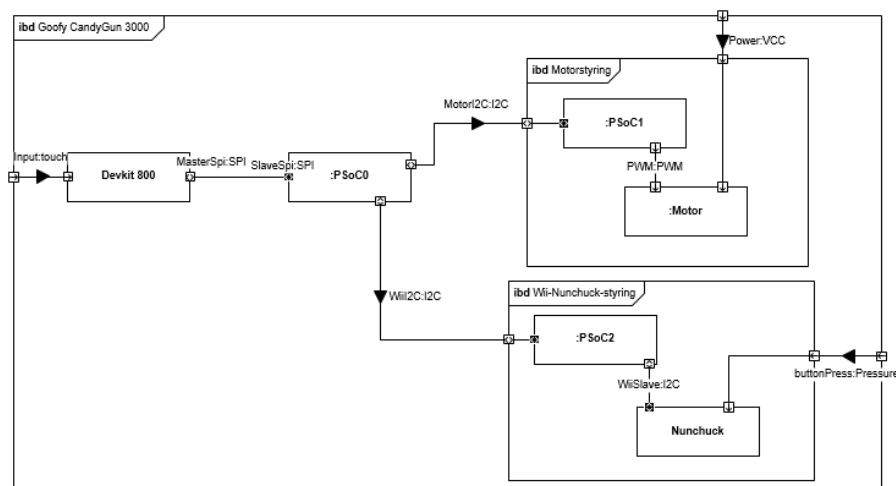 ibd Goofy CandyGun 3000
Power:VCC
ibd Motorstyring
MotorI2C:I2C
:PSoC1
Input:touch
MasterSpi:SPI
SlaveSpi:SPI
PWM:PWM
Devkit 800
:PSoC0
:Motor
WiiI2C:I2C
ibd Wii-Nunchuck-styring
:PSoC2
buttonPress:Pressure
WiiSlave:I2C
Nunchuck